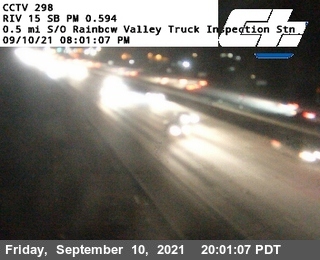 CCTV 298
RIV 15 SB PM 0.594
0.5 mi S/O Rainbcw Valley Truck Inspection Stn
09/10/21 08:01:07 PM
Friday, September 10, 2021 20:01:07 PDT